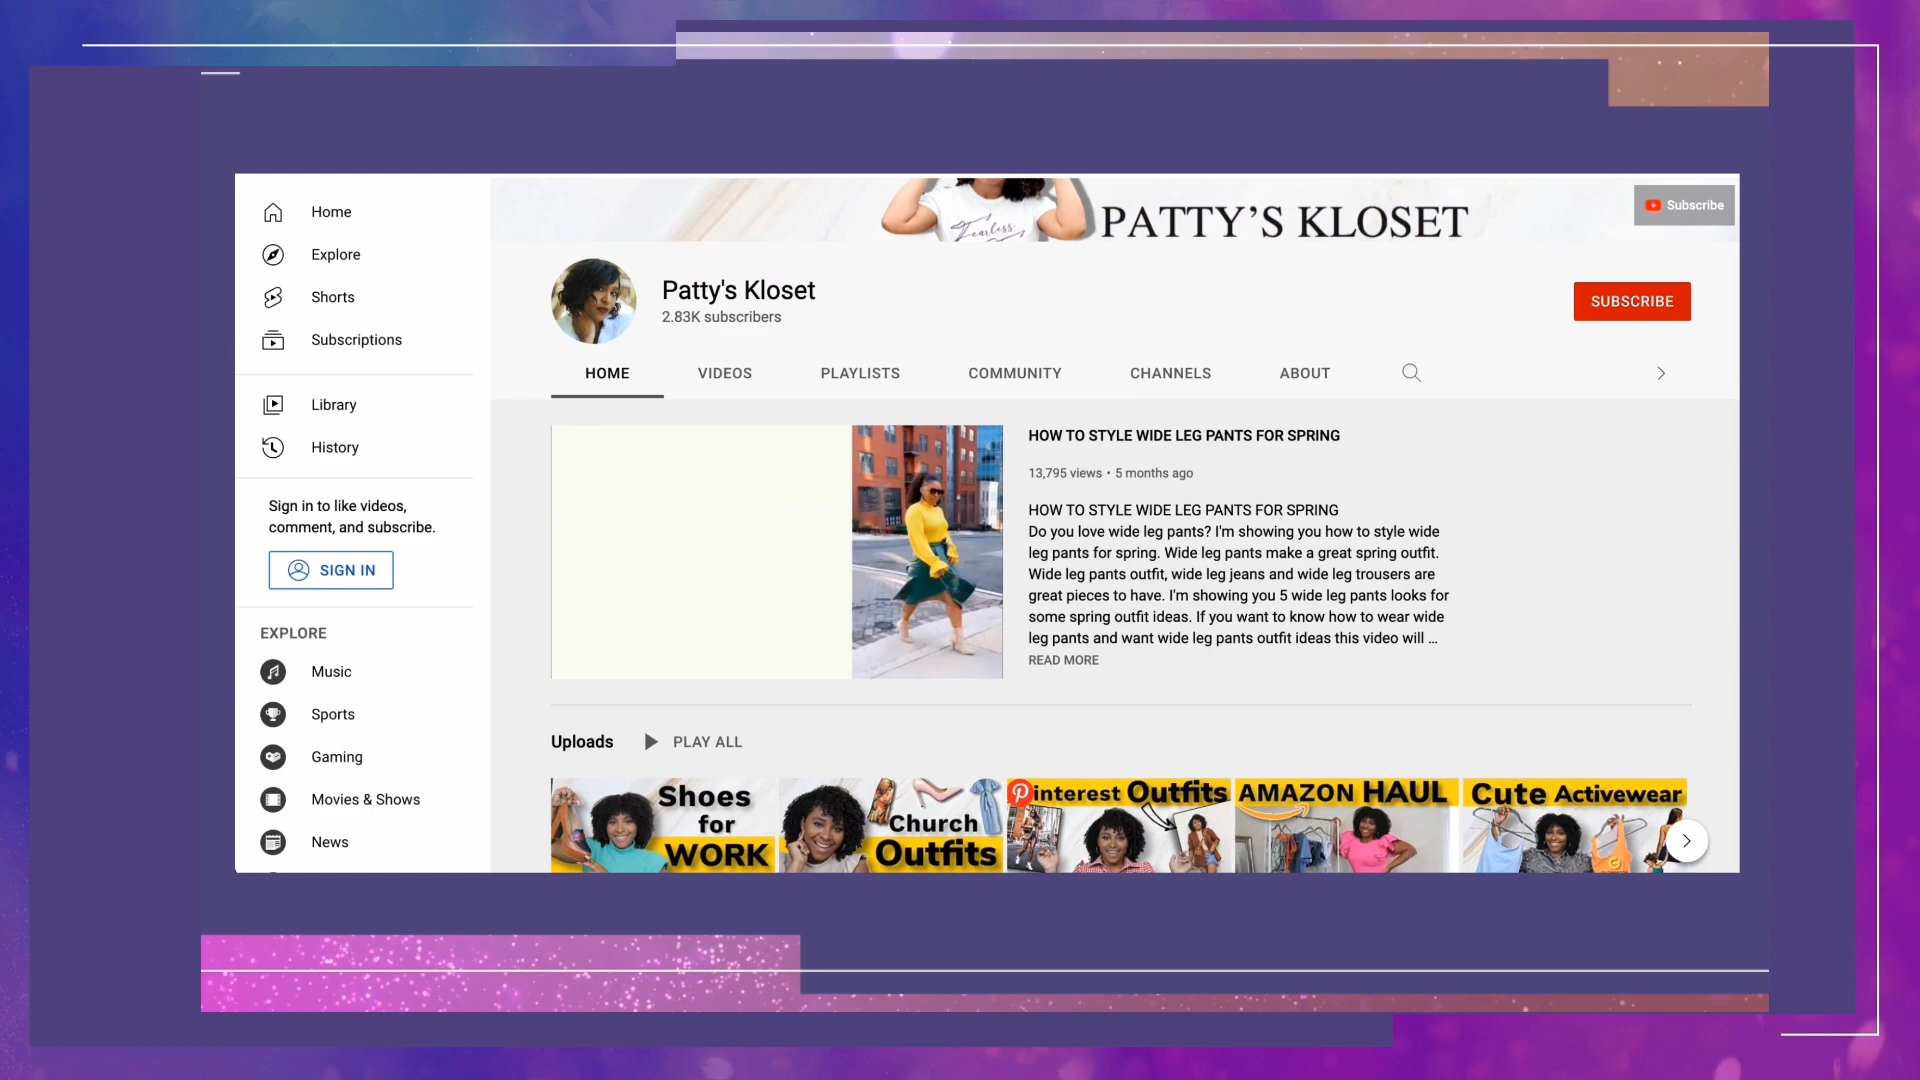 Home
Explore
Shorts
Subscriptions
Library
History
Sign in to like videos,
comment, and subscribe.
SIGN IN
EXPLORE
Music
Sports
Gaming
Movies & Shows
News
Fearless
PATTY'S KLOSET
Subscribe
Patty's Kloset
2.83K subscribers
SUBSCRIBE
HOME VIDEOS PLAYLISTS COMMUNITY CHANNELS ABOUT
HOW TO STYLE WIDE LEG PANTS FOR SPRING
13,795 views • 5 months ago
HOW TO STYLE WIDE LEG PANTS FOR SPRING
Do you love wide leg pants? I'm showing you how to style wide
leg pants for spring. Wide leg pants make a great spring outfit.
Wide leg pants outfit, wide leg jeans and wide leg trousers are
great pieces to have. I'm showing you 5 wide leg pants looks for
some spring outfit ideas. If you want to know how to wear wide
leg pants and want wide leg pants outfit ideas this video will ...
READ MORE
Uploads PLAY ALL
Shoes
for
WORK
Church
Outfits
Pinterest Outfits
AMAZON HAUL
Cute Activewear